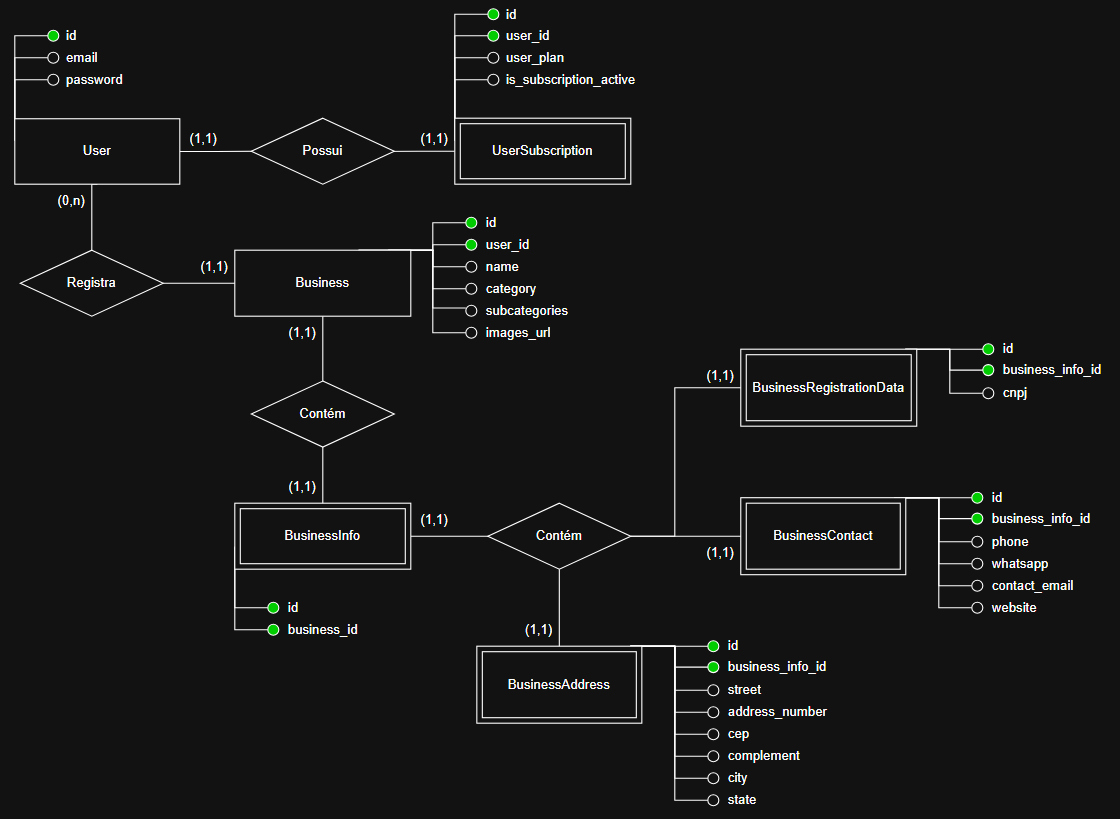 id
email
password
User
(1,1)
Possui
(1,1)
id
user_id
user_plan
is_subscription_active
UserSubscription
(0,n)
Registra
(1,1)
Business
id
user_id
name
category
subcategories
images_url
(1,1)
Contém
(1,1)
BusinessInfo
id
business_id
(1,1)
Contém
(1,1)
BusinessRegistrationData
id
business_info_id
cnpj
(1,1)
BusinessContact
id
business_info_id
phone
whatsapp
contact_email
website
(1,1)
BusinessAddress
id
business_info_id
street
address_number
cep
complement
city
state